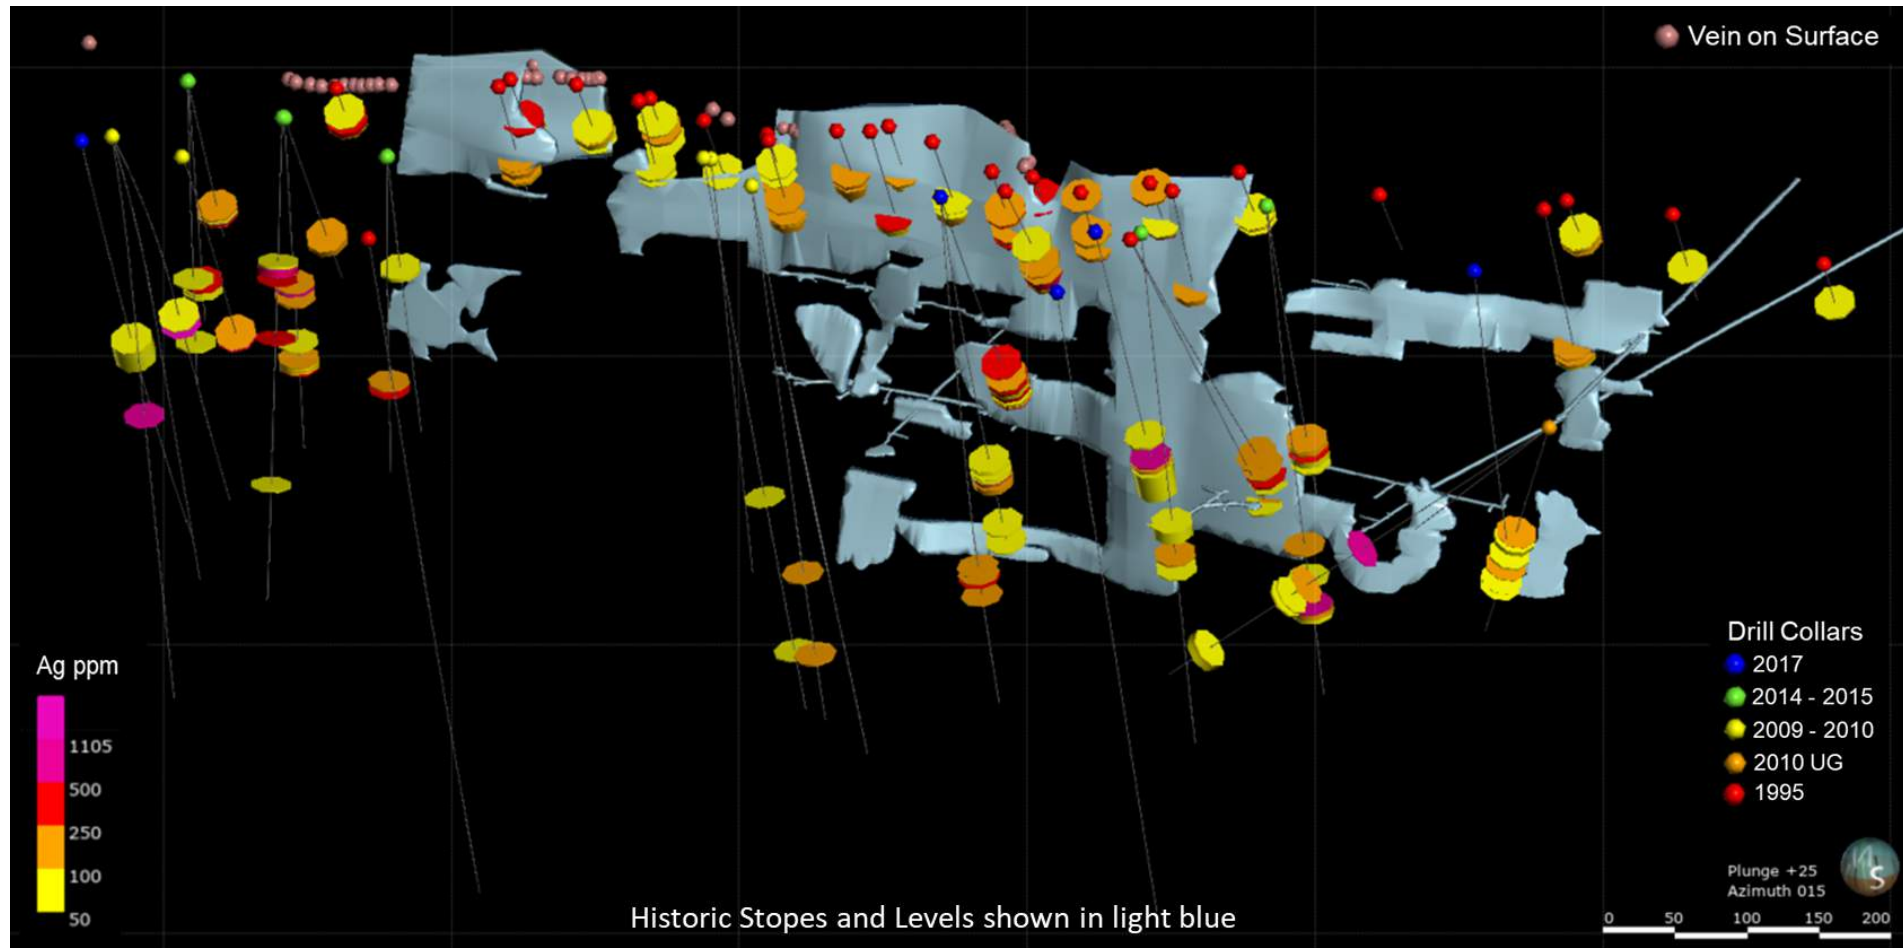 Vein on Surface
Drill Collars
2017
2014 - 2015
2009 - 2010
2010 UG
1995
Ag ppm
1105
500
250
100
50
Plunge +25
Azimuth 015
S
0 50 100 150 200
Historic Stopes and Levels shown in light blue